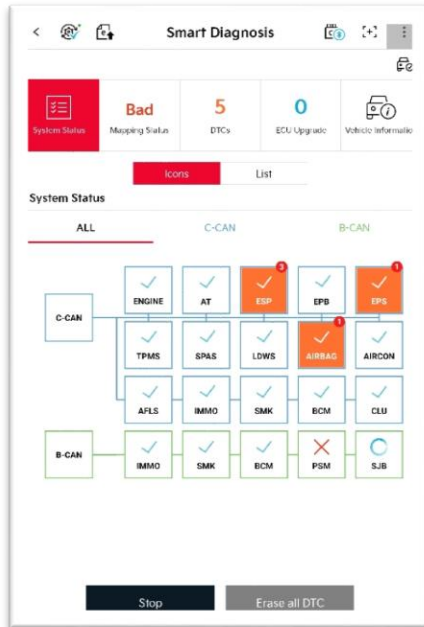 Smart Diagnosis
Bad 5 0
System Status Mapping Status DTCs ECU Upgrade Vehicle Informatio
Icons List
System Status
ALL C-CAN B-CAN
3 1
ENGINE AT ESP EPB EPS
C-CAN
1
TPMS SPAS LDWS AIRBAG AIRCON
AFLS IMMO SMK BCM CLU
B-CAN
IMMO SMK BCM PSM SJB
Stop Erase all DTC